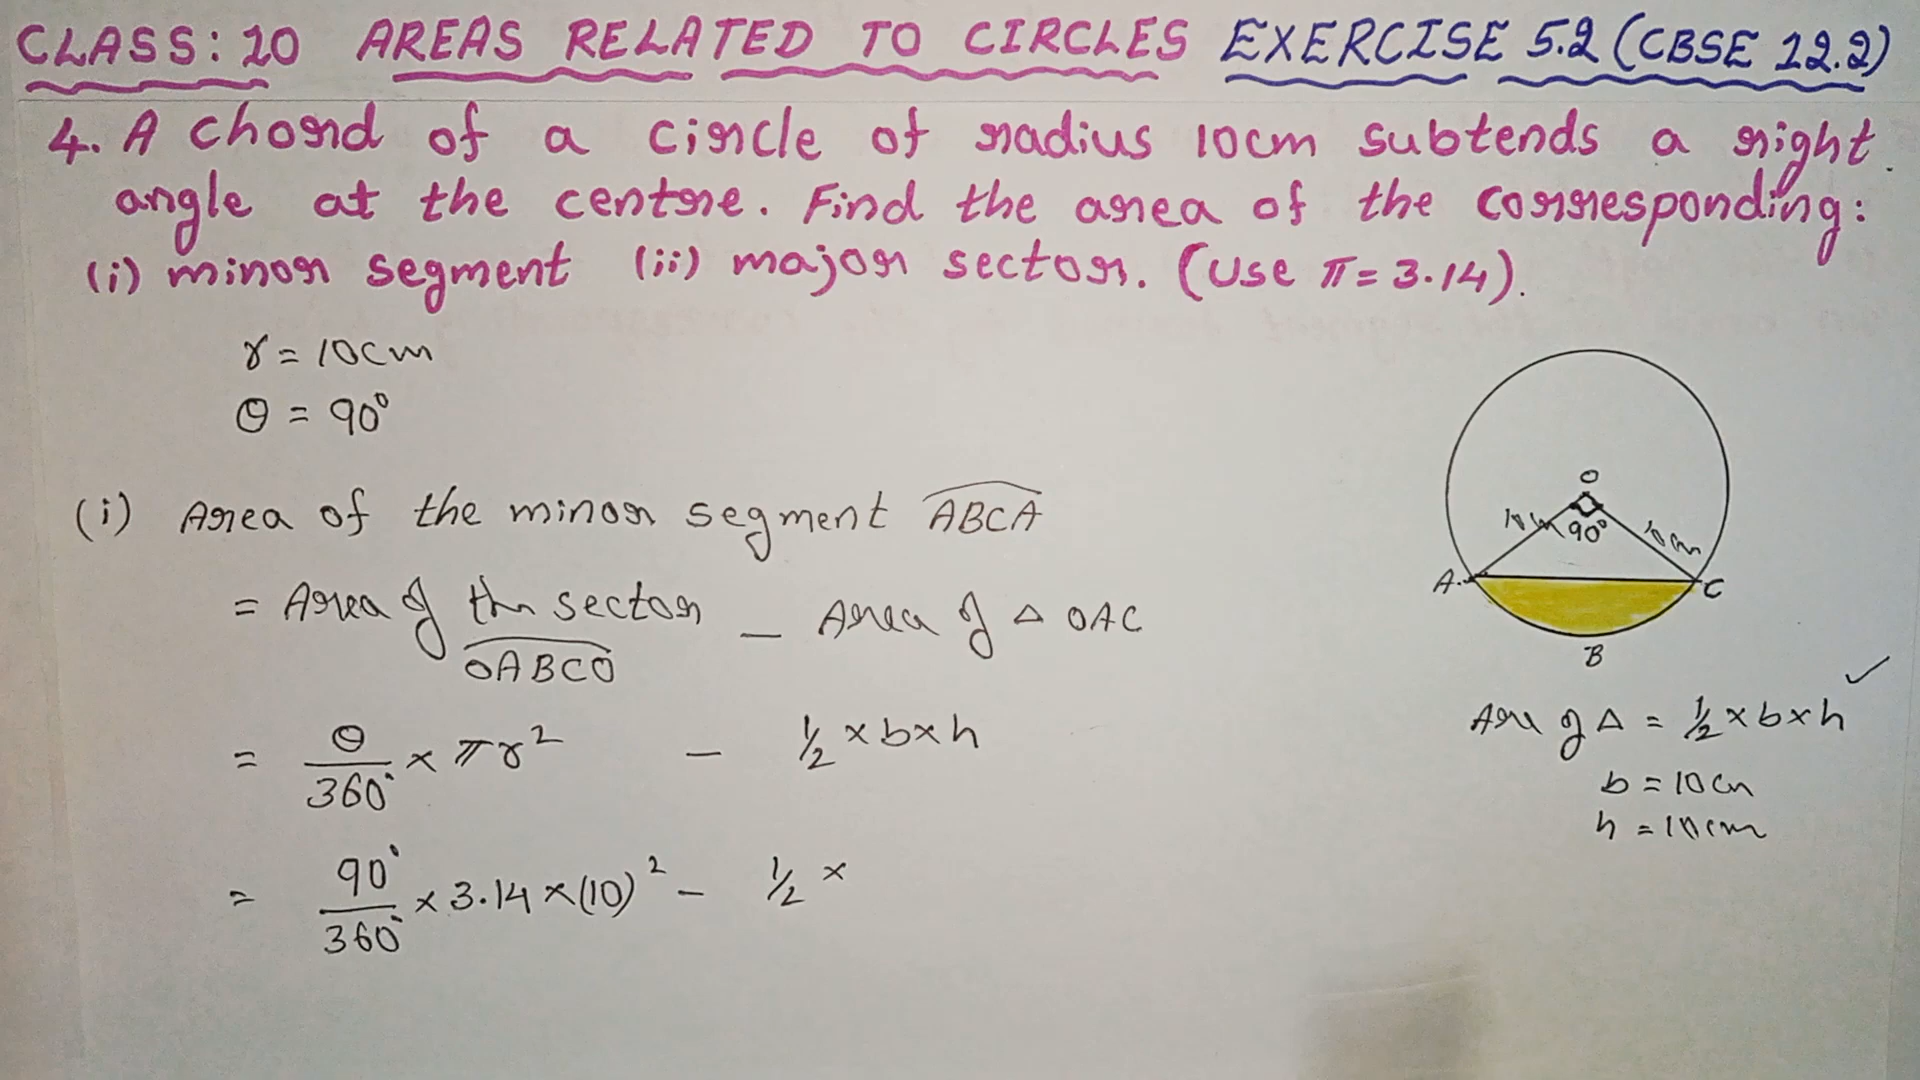 CLASS: 10 AREAS RELATED TO CIRCLES EXERCISE 5.2 (CBSE 12.2)
4. A chord of a circle of radius 10cm subtends a right
angle at the centre. Find the area of the corresponding:
(i) minor segment (ii) major sector. (Use π = 3.14).
r = 10cm
θ = 90°
(i) Area of the minor segment ABCA
= Area of the sector OABCO – Area of △ OAC
= θ/360° × πr² – ½ × b × h
= 90°/360° × 3.14 × (10)² – ½ ×
O
90°
10cm
10cm
A
C
B
Are of △ = ½ × b × h ✓
b = 10cm
h = 10cm